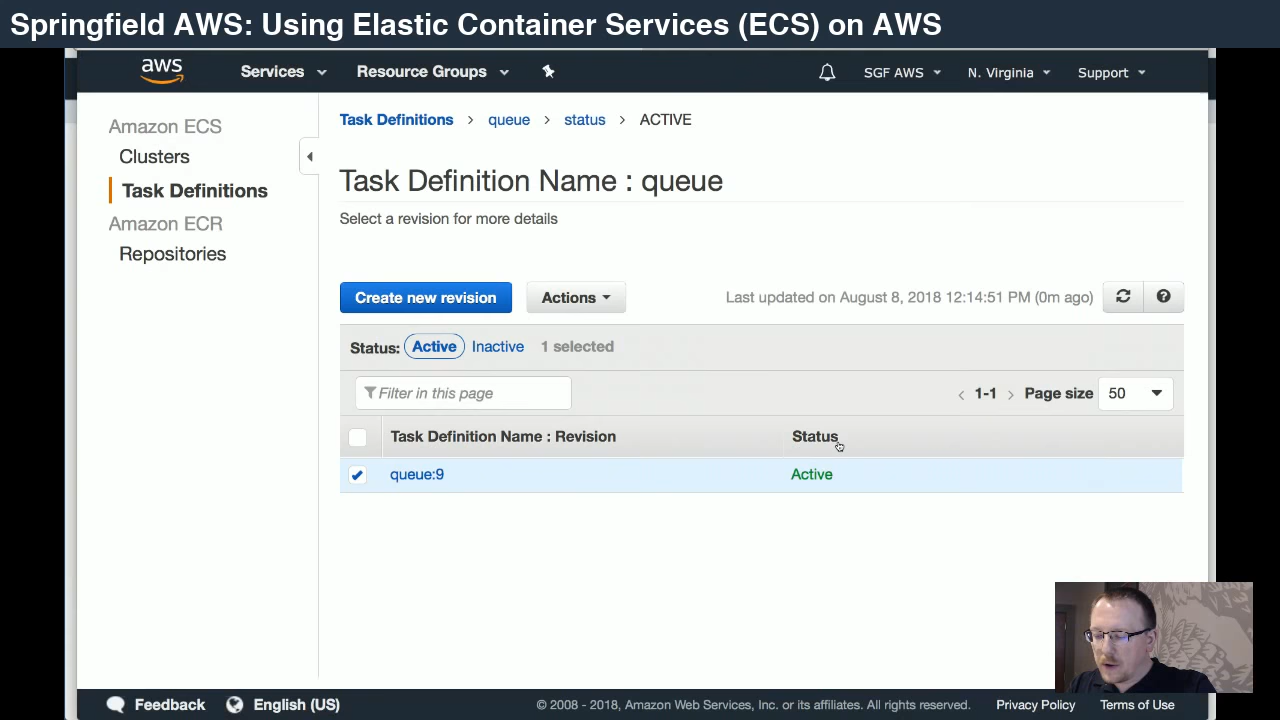 Springfield AWS: Using Elastic Container Services (ECS) on AWS
aws Services Resource Groups SGF AWS N. Virginia Support
Amazon ECS
Clusters
Task Definitions
Amazon ECR
Repositories
Task Definitions > queue > status > ACTIVE
Task Definition Name : queue
Select a revision for more details
Create new revision Actions Last updated on August 8, 2018 12:14:51 PM (0m ago)
Status: Active Inactive 1 selected
Filter in this page < 1-1 > Page size 50
Task Definition Name : Revision Status
queue:9 Active
Feedback English (US) © 2008 - 2018, Amazon Web Services, Inc. or its affiliates. All rights reserved. Privacy Policy Terms of Use